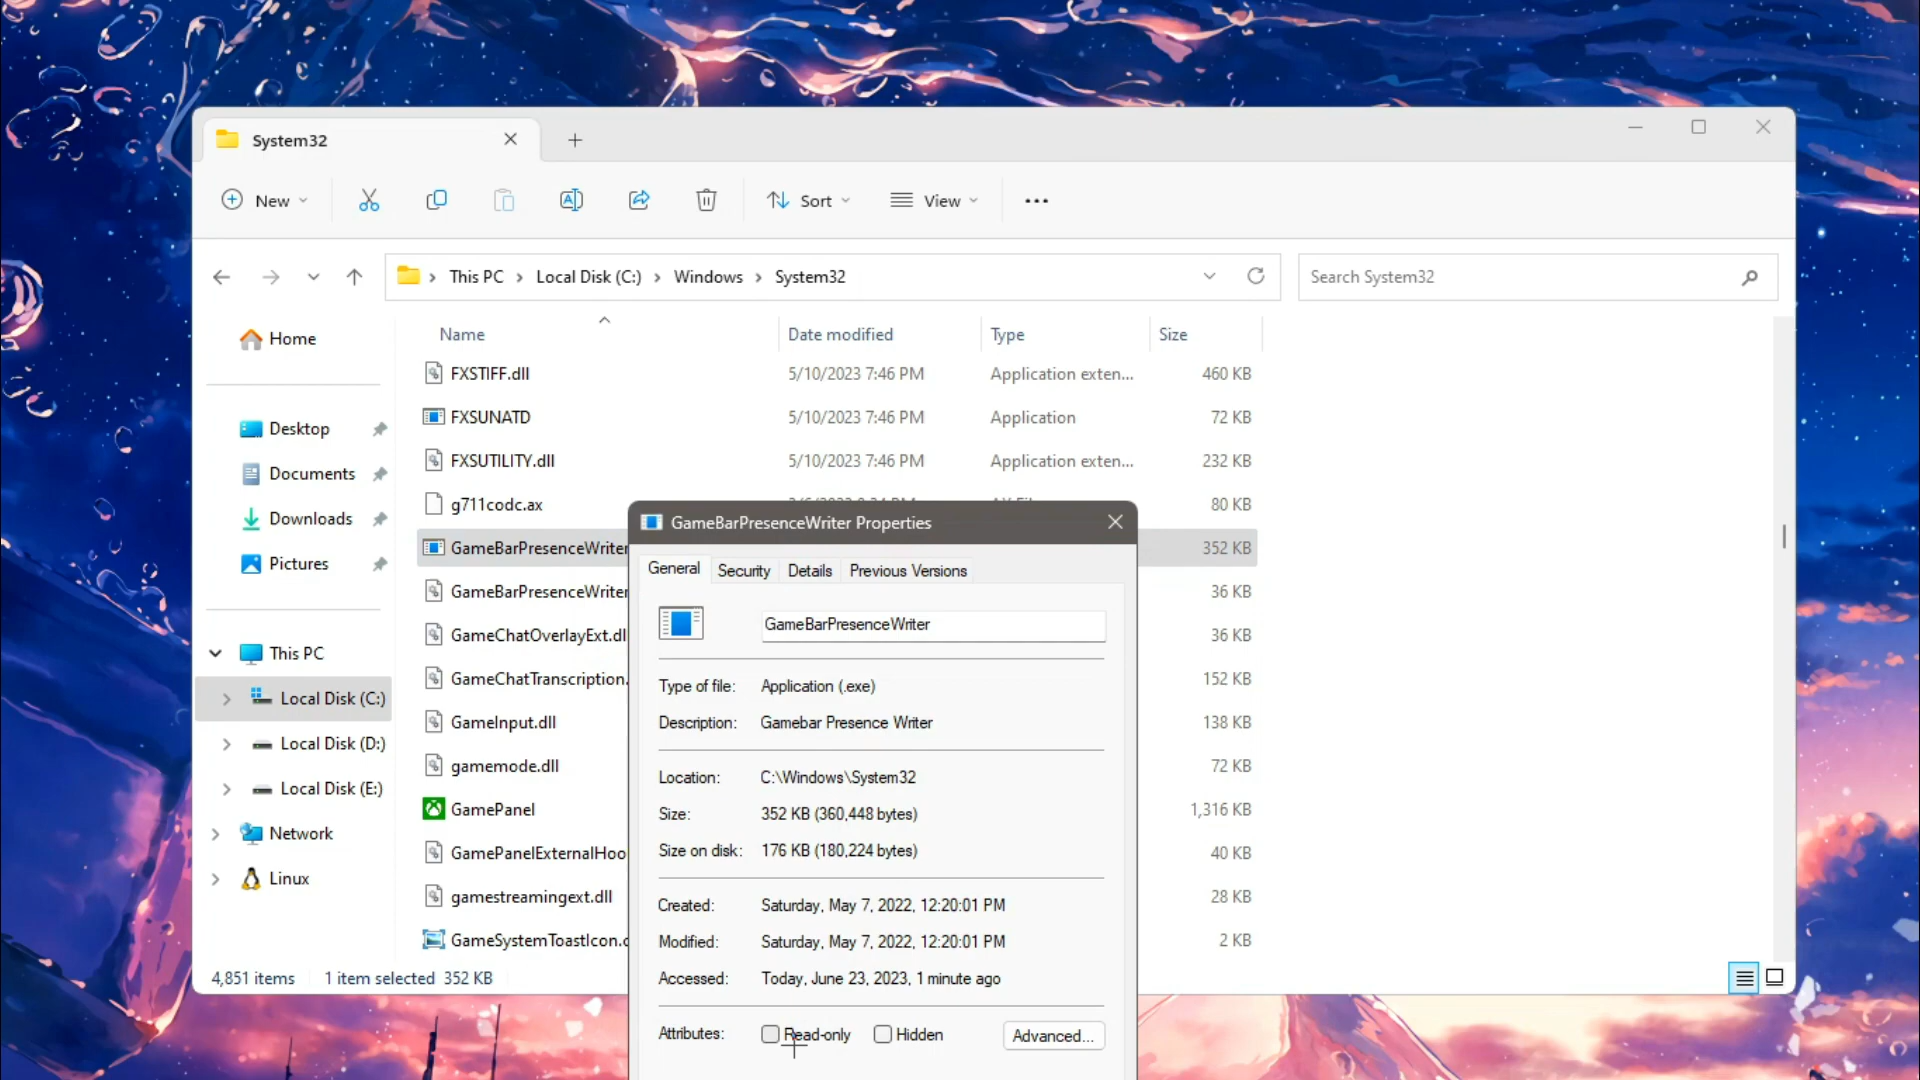 System32
New
Sort
View
This PC
Local Disk (C:)
Windows
System32
Search System32
Home
Desktop
Documents
Downloads
Pictures
This PC
Local Disk (C:)
Local Disk (D:)
Local Disk (E:)
Network
Linux
Name Date modified Type Size
FXSTIFF.dll 5/10/2023 7:46 PM Application exten... 460 KB
FXSUNATD 5/10/2023 7:46 PM Application 72 KB
FXSUTILITY.dll 5/10/2023 7:46 PM Application exten... 232 KB
g711codc.ax 80 KB
GameBarPresenceWriter 352 KB
GameBarPresenceWriter 36 KB
GameChatOverlayExt.dl 36 KB
GameChatTranscription. 152 KB
GameInput.dll 138 KB
gamemode.dll 72 KB
GamePanel 1,316 KB
GamePanelExternalHoo 40 KB
gamestreamingext.dll 28 KB
GameSystemToastIcon.c 2 KB
4,851 items 1 item selected 352 KB
GameBarPresenceWriter Properties
General Security Details Previous Versions
GameBarPresenceWriter
Type of file: Application (.exe)
Description: Gamebar Presence Writer
Location: C:\Windows\System32
Size: 352 KB (360,448 bytes)
Size on disk: 176 KB (180,224 bytes)
Created: Saturday, May 7, 2022, 12:20:01 PM
Modified: Saturday, May 7, 2022, 12:20:01 PM
Accessed: Today, June 23, 2023, 1 minute ago
Attributes: Read-only Hidden Advanced...